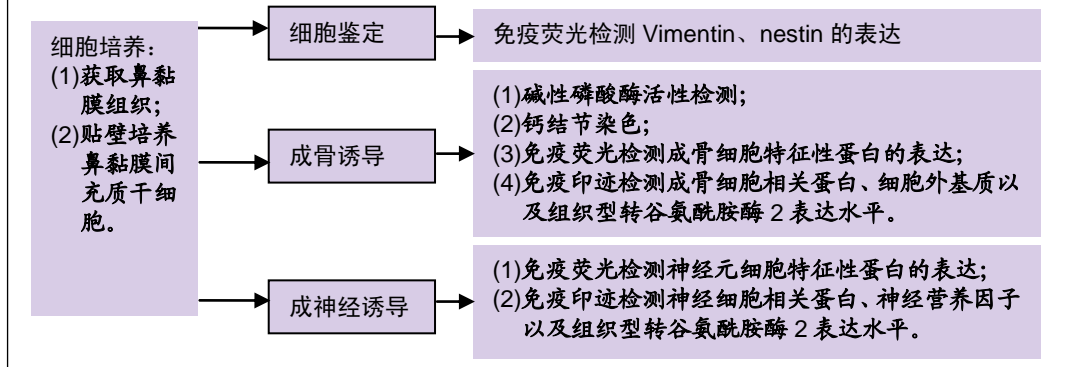 细胞培养：
(1)获取鼻黏
膜组织；
(2)贴壁培养
鼻黏膜间
充质干细
胞。
细胞鉴定
免疫荧光检测 Vimentin、nestin 的表达
成骨诱导
(1)碱性磷酸酶活性检测；
(2)钙结节染色；
(3)免疫荧光检测成骨细胞特征性蛋白的表达；
(4)免疫印迹检测成骨细胞相关蛋白、细胞外基质以
及组织型转谷氨酰胺酶 2 表达水平。
成神经诱导
(1)免疫荧光检测神经元细胞特征性蛋白的表达；
(2)免疫印迹检测神经细胞相关蛋白、神经营养因子
以及组织型转谷氨酰胺酶 2 表达水平。